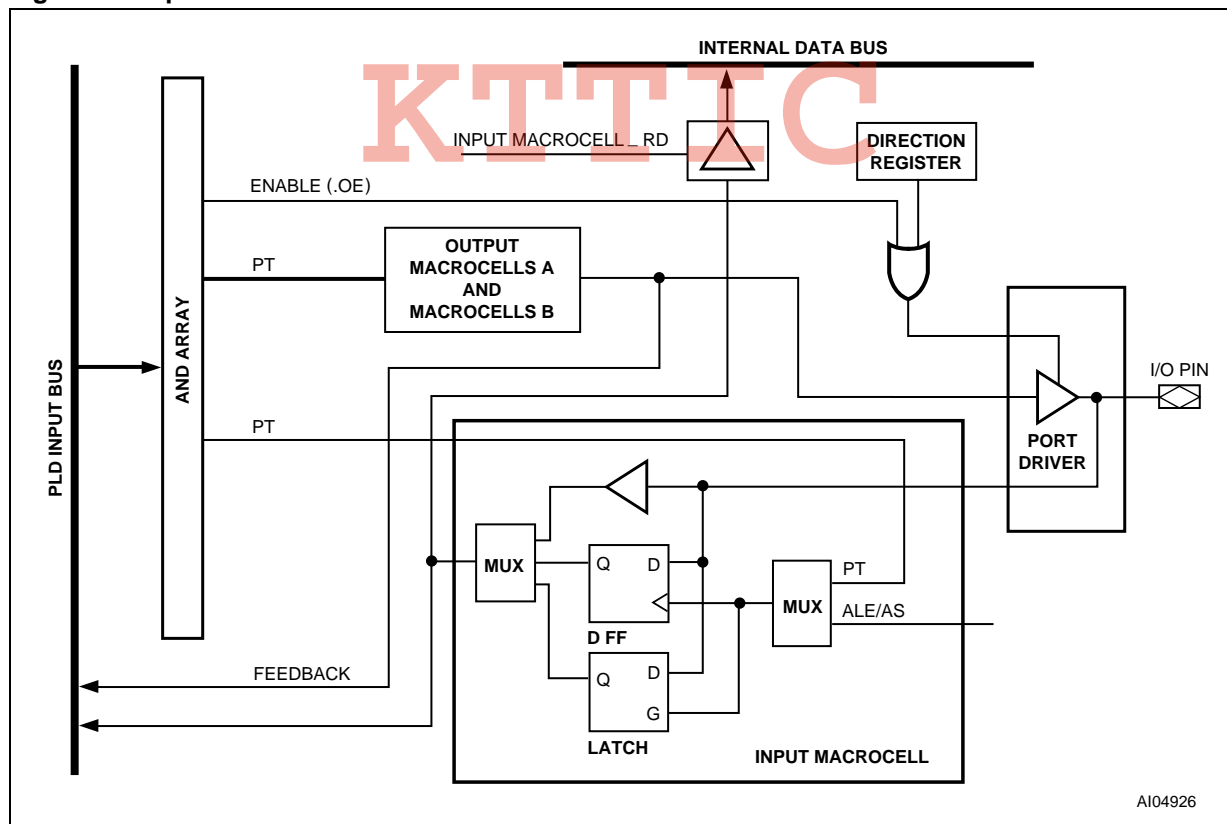 INTERNAL DATA BUS
KTTIC
INPUT MACROCELL _ RD
DIRECTION
REGISTER
ENABLE (.OE)
OUTPUT
MACROCELLS A
AND
MACROCELLS B
PT
AND ARRAY
PLD INPUT BUS
I/O PIN
PORT
DRIVER
PT
MUX
Q D
D FF
MUX
PT
ALE/AS
Q D
G
LATCH
FEEDBACK
INPUT MACROCELL
AI04926